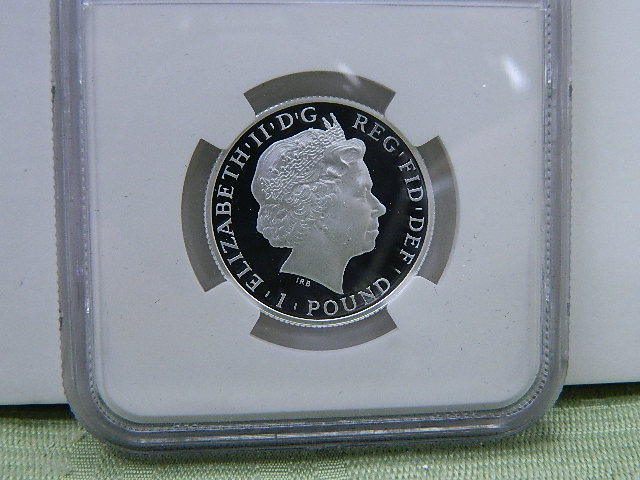 ELIZABETH·II·D·G REG·FID·DEF·
1 POUND
IRB